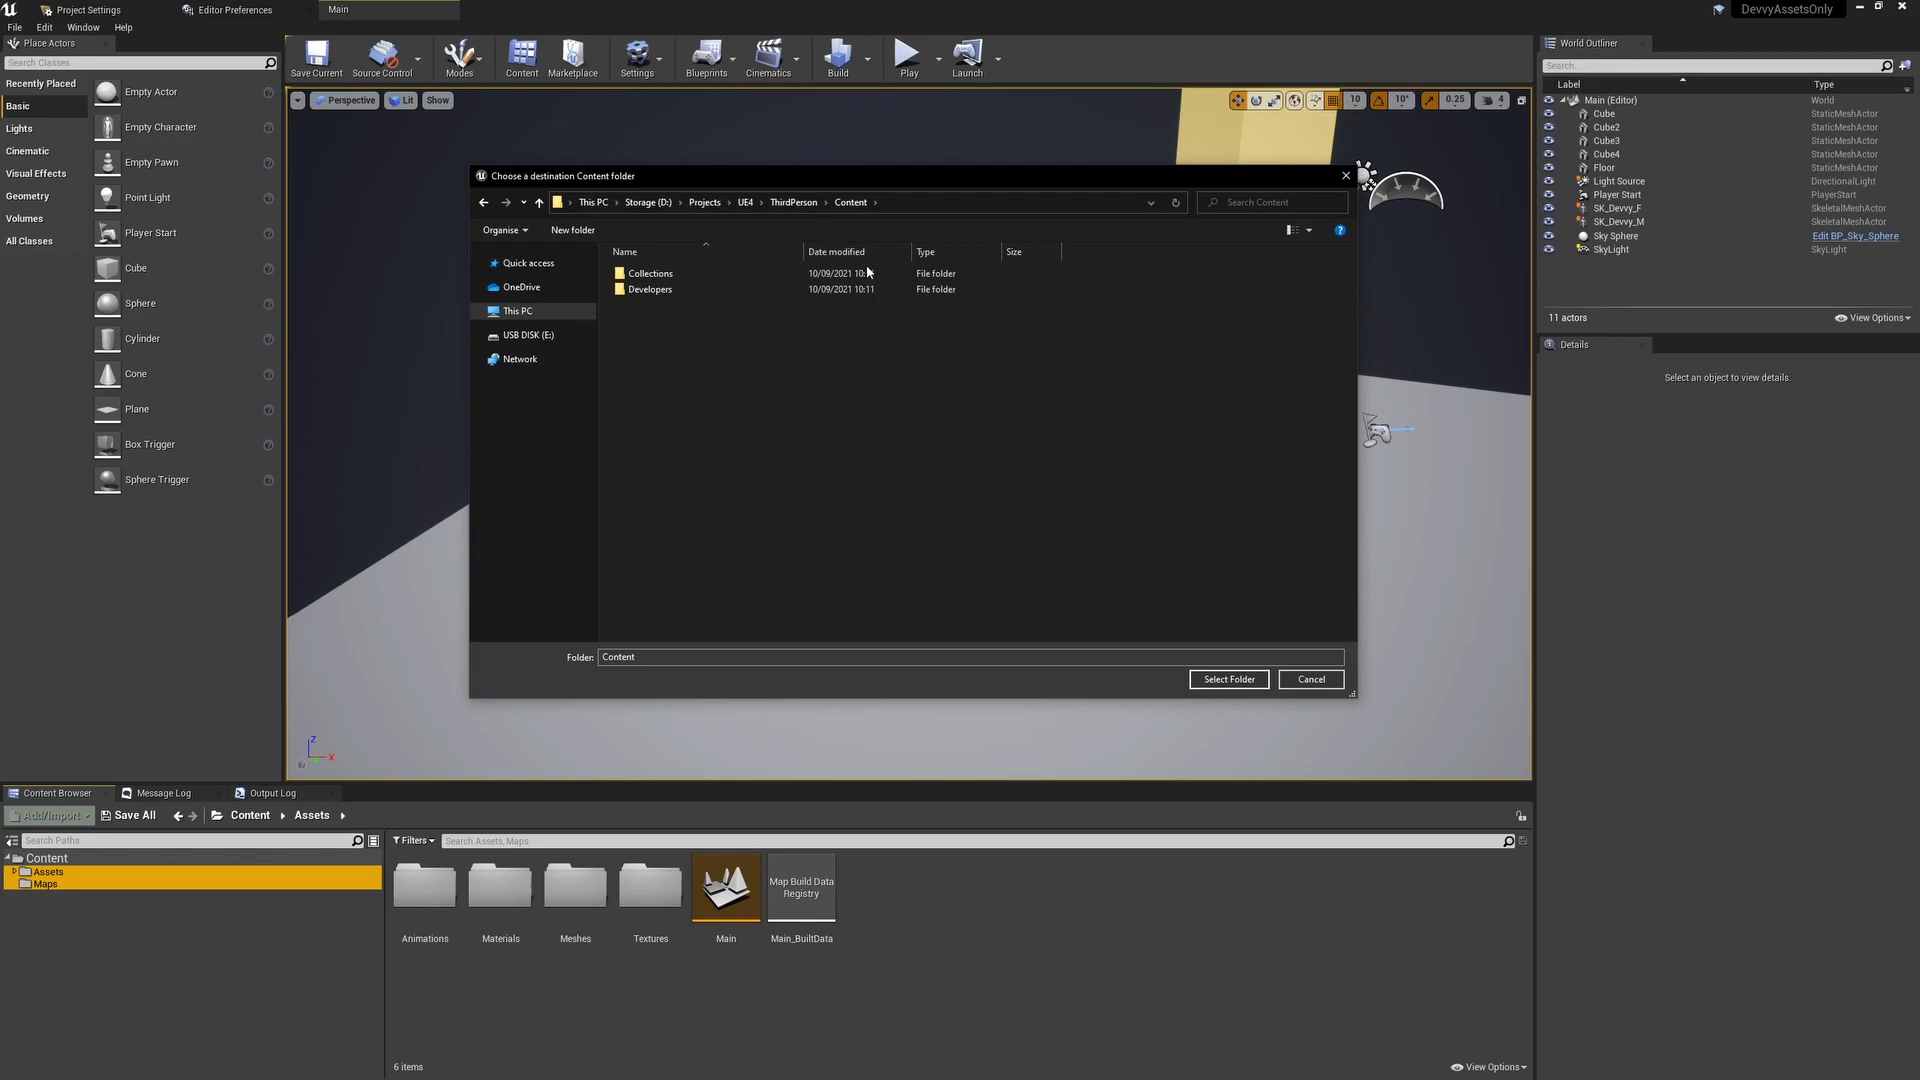 Project Settings
Editor Preferences
Main
DevvyAssetsOnly
File Edit Window Help
Place Actors
Search Classes
Recently Placed
Basic
Lights
Cinematic
Visual Effects
Geometry
Volumes
All Classes
Empty Actor
Empty Character
Empty Pawn
Point Light
Player Start
Cube
Sphere
Cylinder
Cone
Plane
Box Trigger
Sphere Trigger
Save Current
Source Control
Modes
Content
Marketplace
Settings
Blueprints
Cinematics
Build
Play
Launch
Perspective
Lit
Show
10
10°
0.25
4
Choose a destination Content folder
This PC > Storage (D:) > Projects > UE4 > ThirdPerson > Content >
Search Content
Organise
New folder
Quick access
OneDrive
This PC
USB DISK (E:)
Network
Name Date modified Type Size
Collections 10/09/2021 10: File folder
Developers 10/09/2021 10:11 File folder
Folder: Content
Select Folder
Cancel
Z
X
World Outliner
Search...
Label Type
Main (Editor) World
Cube StaticMeshActor
Cube2 StaticMeshActor
Cube3 StaticMeshActor
Cube4 StaticMeshActor
Floor StaticMeshActor
Light Source DirectionalLight
Player Start PlayerStart
SK_Devvy_F SkeletalMeshActor
SK_Devvy_M SkeletalMeshActor
Sky Sphere Edit BP_Sky_Sphere
SkyLight SkyLight
11 actors
View Options
Details
Select an object to view details.
Content Browser
Message Log
Output Log
Add/Import
Save All
Content
Assets
Search Paths
Content
Assets
Maps
Filters
Search Assets, Maps
Map Build Data
Registry
Animations
Materials
Meshes
Textures
Main
Main_BuiltData
6 items
View Options